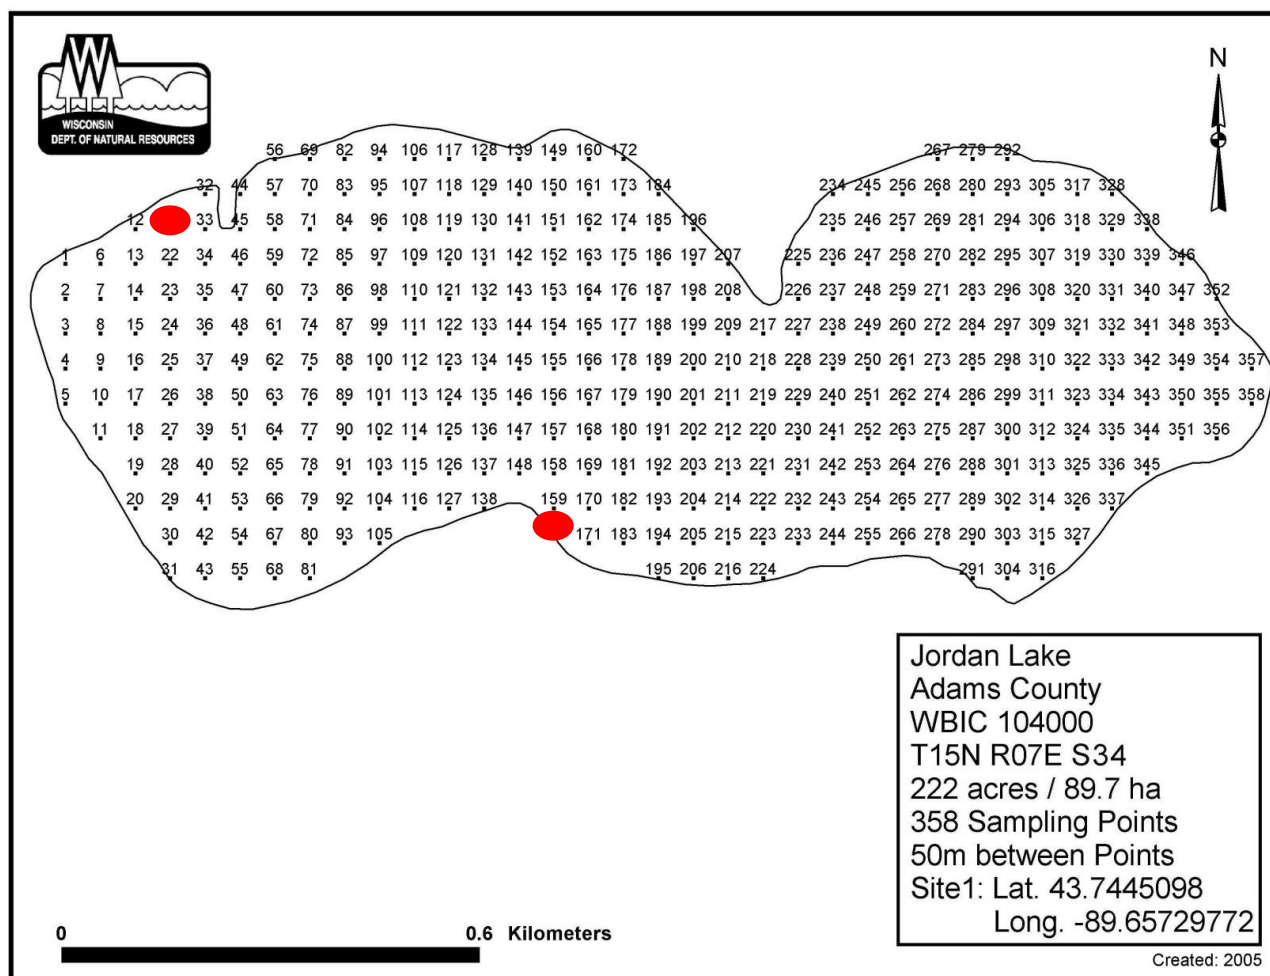 N
WISCONSIN
DEPT. OF NATURAL RESOURCES
56 69 82 94 106 117 128 139 149 160 172 267 279 292
32 44 57 70 83 95 107 118 129 140 150 161 173 184 234 245 256 268 280 293 305 317 328
12 33 45 58 71 84 96 108 119 130 141 151 162 174 185 196 235 246 257 269 281 294 306 318 329 338
1 6 13 22 34 46 59 72 85 97 109 120 131 142 152 163 175 186 197 207 225 236 247 258 270 282 295 307 319 330 339 346
2 7 14 23 35 47 60 73 86 98 110 121 132 143 153 164 176 187 198 208 226 237 248 259 271 283 296 308 320 331 340 347 352
3 8 15 24 36 48 61 74 87 99 111 122 133 144 154 165 177 188 199 209 217 227 238 249 260 272 284 297 309 321 332 341 348 353
4 9 16 25 37 49 62 75 88 100 112 123 134 145 155 166 178 189 200 210 218 228 239 250 261 273 285 298 310 322 333 342 349 354 357
5 10 17 26 38 50 63 76 89 101 113 124 135 146 156 167 179 190 201 211 219 229 240 251 262 274 286 299 311 323 334 343 350 355 358
11 18 27 39 51 64 77 90 102 114 125 136 147 157 168 180 191 202 212 220 230 241 252 263 275 287 300 312 324 335 344 351 356
19 28 40 52 65 78 91 103 115 126 137 148 158 169 181 192 203 213 221 231 242 253 264 276 288 301 313 325 336 345
20 29 41 53 66 79 92 104 116 127 138 159 170 182 193 204 214 222 232 243 254 265 277 289 302 314 326 337
30 42 54 67 80 93 105 171 183 194 205 215 223 233 244 255 266 278 290 303 315 327
31 43 55 68 81 195 206 216 224 291 304 316
Jordan Lake
Adams County
WBIC 104000
T15N R07E S34
222 acres / 89.7 ha
358 Sampling Points
50m between Points
Site1: Lat. 43.7445098
Long. -89.65729772
0 0.6 Kilometers
Created: 2005